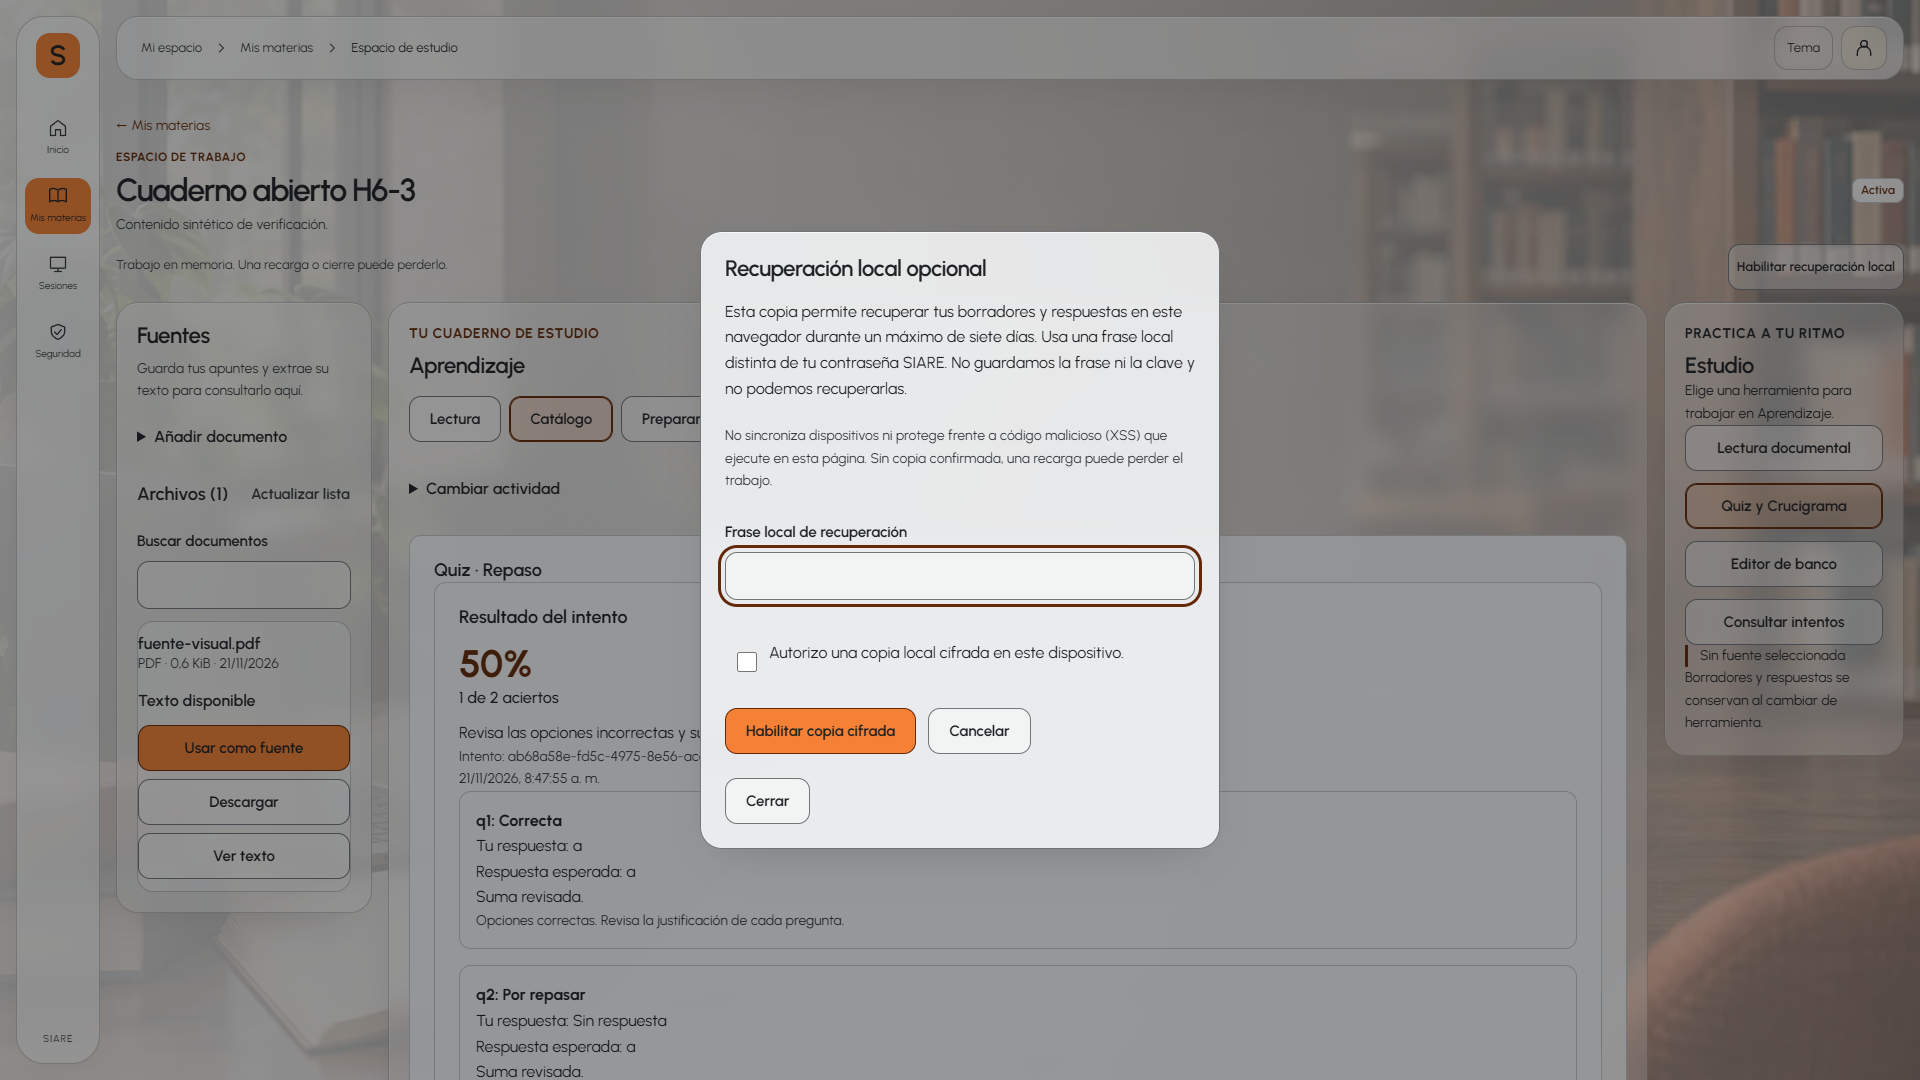 S
Inicio
Mis materias
Sesiones
Seguridad
SIARE
Mi espacio
Mis materias
Espacio de estudio
Tema
← Mis materias
ESPACIO DE TRABAJO
Cuaderno abierto H6-3
Contenido sintético de verificación.
Activa
Trabajo en memoria. Una recarga o cierre puede perderlo.
Habilitar recuperación local
Fuentes
Guarda tus apuntes y extrae su
texto para consultarlo aquí.
Añadir documento
Archivos (1)
Actualizar lista
Buscar documentos
fuente-visual.pdf
PDF · 0,6 KiB · 21/11/2026
Texto disponible
Usar como fuente
Descargar
Ver texto
TU CUADERNO DE ESTUDIO
Aprendizaje
Lectura
Catálogo
Preparar
Cambiar actividad
Quiz · Repaso
Resultado del intento
50%
1 de 2 aciertos
Revisa las opciones incorrectas y
Intento: ab68a58e-fd5c-4975-8e56-
21/11/2026, 8:47:55 a. m.
q1: Correcta
Tu respuesta: a
Respuesta esperada: a
Suma revisada.
Opciones correctas. Revisa la justificación de cada pregunta.
q2: Por repasar
Tu respuesta: Sin respuesta
Respuesta esperada: a
Suma revisada.
Recuperación local opcional
Esta copia permite recuperar tus borradores y respuestas en este
navegador durante un máximo de siete días. Usa una frase local
distinta de tu contraseña SIARE. No guardamos la frase ni la clave y
no podemos recuperarlas.
No sincroniza dispositivos ni protege frente a código malicioso (XSS) que
ejecute en esta página. Sin copia confirmada, una recarga puede perder el
trabajo.
Frase local de recuperación
Autorizo una copia local cifrada en este dispositivo.
Habilitar copia cifrada
Cancelar
Cerrar
PRACTICA A TU RITMO
Estudio
Elige una herramienta para
trabajar en Aprendizaje.
Lectura documental
Quiz y Crucigrama
Editor de banco
Consultar intentos
Sin fuente seleccionada
Borradores y respuestas se
conservan al cambiar de
herramienta.